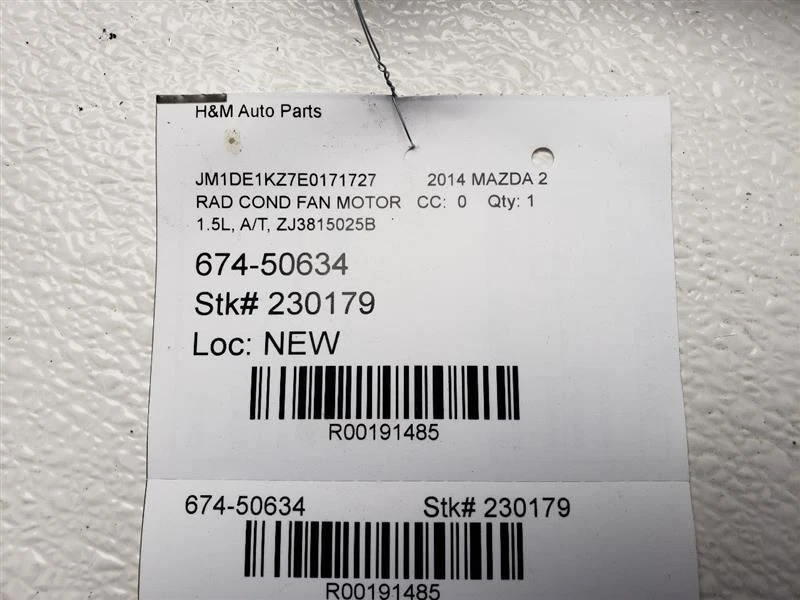 H&M Auto Parts
JM1DE1KZ7E0171727 2014 MAZDA 2
RAD COND FAN MOTOR CC: 0 Qty: 1
1.5L, A/T, ZJ3815025B
674-50634
Stk# 230179
Loc: NEW
R00191485
674-50634 Stk# 230179
R00191485